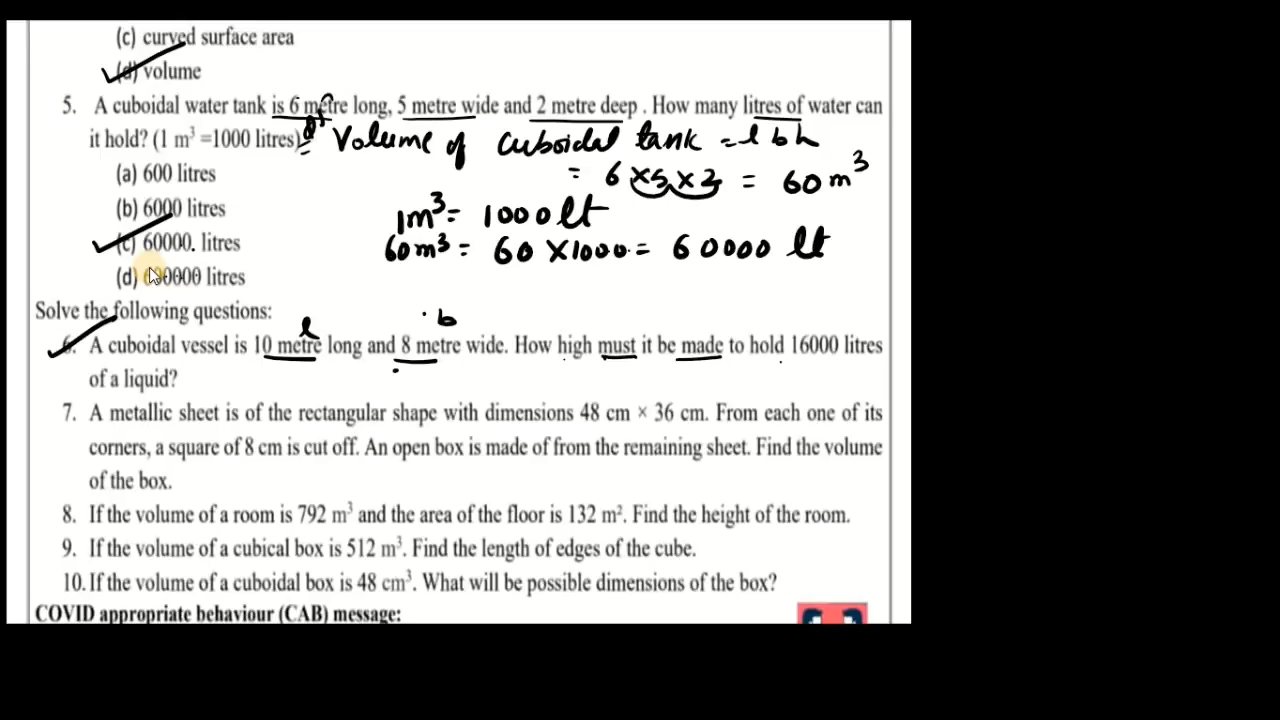 (c) curved surface area
(d) volume
5. A cuboidal water tank is 6 metre long, 5 metre wide and 2 metre deep . How many litres of water can
it hold? (1 m³ =1000 litres) Volume of cuboidal tank = l b h
= 6 × 5 × 2 = 60 m³
(a) 600 litres
(b) 6000 litres
1m³ = 1000 lt
(c) 60000. litres
60m³ = 60 × 1000 = 60000 lt
(d) 600000 litres
Solve the following questions:
l b
6. A cuboidal vessel is 10 metre long and 8 metre wide. How high must it be made to hold 16000 litres
of a liquid?
7. A metallic sheet is of the rectangular shape with dimensions 48 cm × 36 cm. From each one of its
corners, a square of 8 cm is cut off. An open box is made of from the remaining sheet. Find the volume
of the box.
8. If the volume of a room is 792 m³ and the area of the floor is 132 m². Find the height of the room.
9. If the volume of a cubical box is 512 m³. Find the length of edges of the cube.
10. If the volume of a cuboidal box is 48 cm³. What will be possible dimensions of the box?
COVID appropriate behaviour (CAB) message: